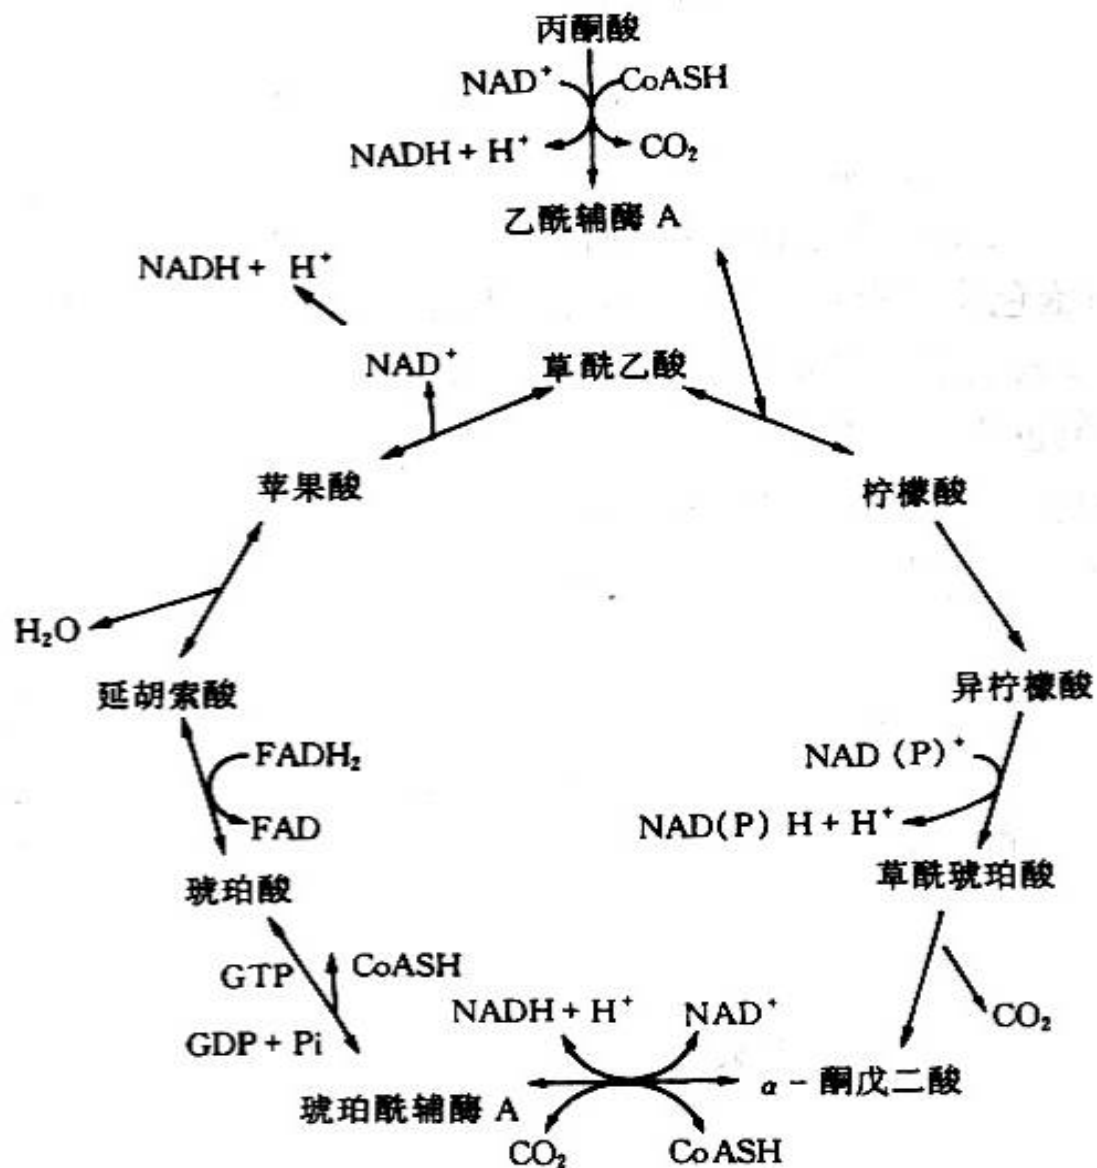 丙酮酸
NAD⁺ CoASH
NADH + H⁺ CO₂
乙酰辅酶 A
NADH + H⁺
NAD⁺ 草酰乙酸
苹果酸 柠檬酸
H₂O
延胡索酸 异柠檬酸
FADH₂ NAD (P)⁺
FAD NAD(P) H + H⁺
琥珀酸 草酰琥珀酸
GTP CoASH
NADH + H⁺ NAD⁺ CO₂
GDP + Pi
琥珀酰辅酶 A α - 酮戊二酸
CO₂ CoASH